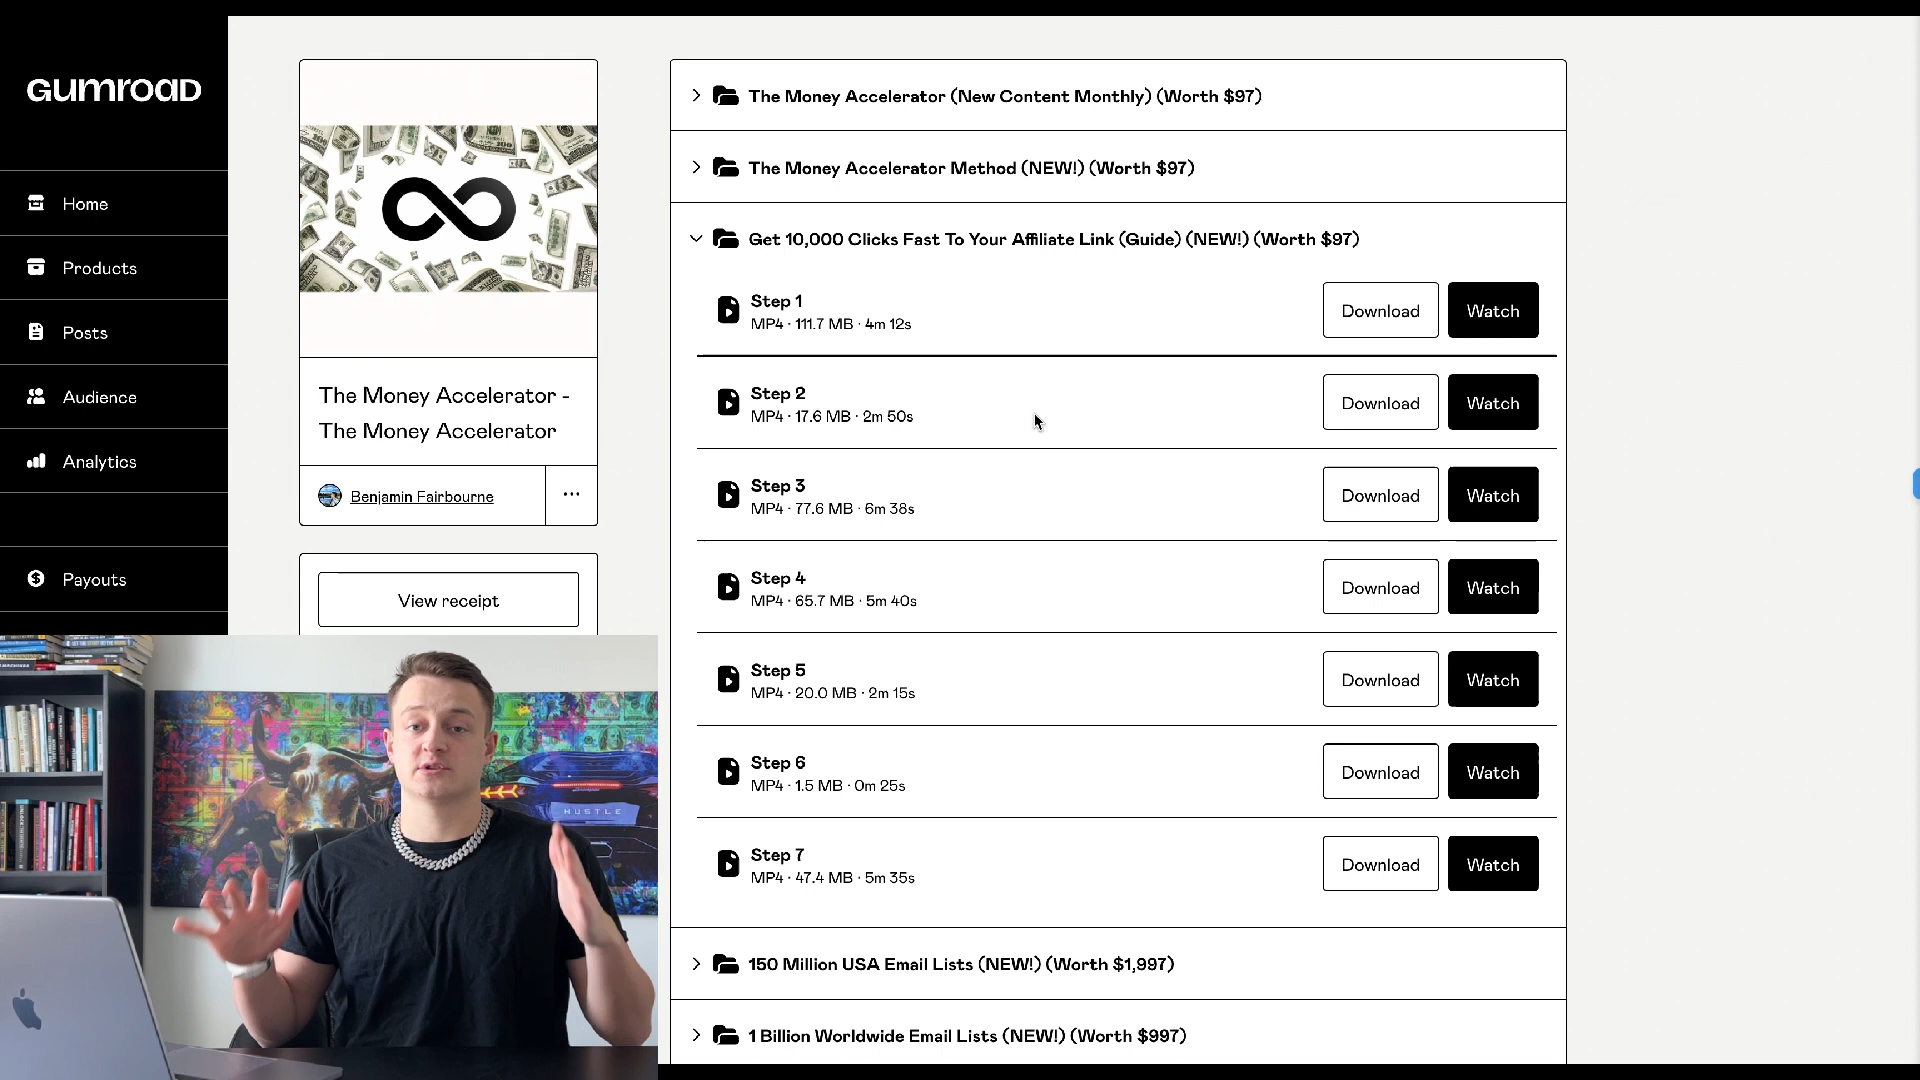 GUMROAD
Home
Products
Posts
Audience
Analytics
Payouts
The Money Accelerator -
The Money Accelerator
Benjamin Fairbourne
...
View receipt
The Money Accelerator (New Content Monthly) (Worth $97)
The Money Accelerator Method (NEW!) (Worth $97)
Get 10,000 Clicks Fast To Your Affiliate Link (Guide) (NEW!) (Worth $97)
Step 1
MP4 · 111.7 MB · 4m 12s
Download
Watch
Step 2
MP4 · 17.6 MB · 2m 50s
Download
Watch
Step 3
MP4 · 77.6 MB · 6m 38s
Download
Watch
Step 4
MP4 · 65.7 MB · 5m 40s
Download
Watch
Step 5
MP4 · 20.0 MB · 2m 15s
Download
Watch
Step 6
MP4 · 1.5 MB · 0m 25s
Download
Watch
Step 7
MP4 · 47.4 MB · 5m 35s
Download
Watch
150 Million USA Email Lists (NEW!) (Worth $1,997)
1 Billion Worldwide Email Lists (NEW!) (Worth $997)
HUSTLE